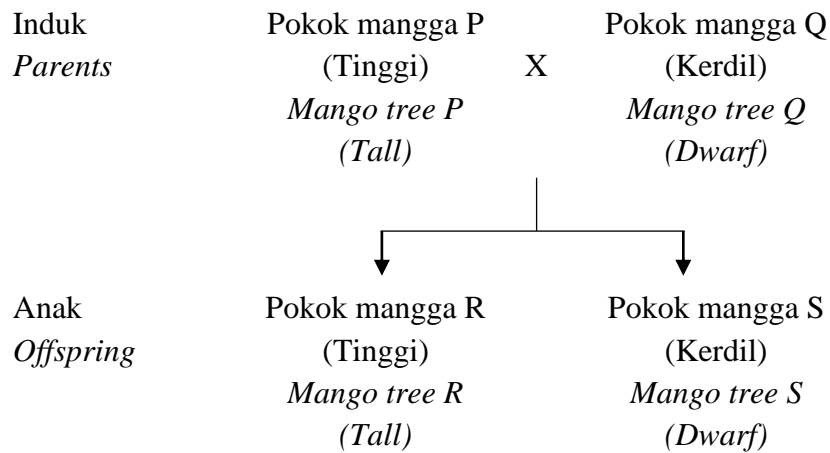 Induk Pokok mangga P Pokok mangga Q
Parents (Tinggi) X (Kerdil)
Mango tree P Mango tree Q
(Tall) (Dwarf)
Anak Pokok mangga R Pokok mangga S
Offspring (Tinggi) (Kerdil)
Mango tree R Mango tree S
(Tall) (Dwarf)